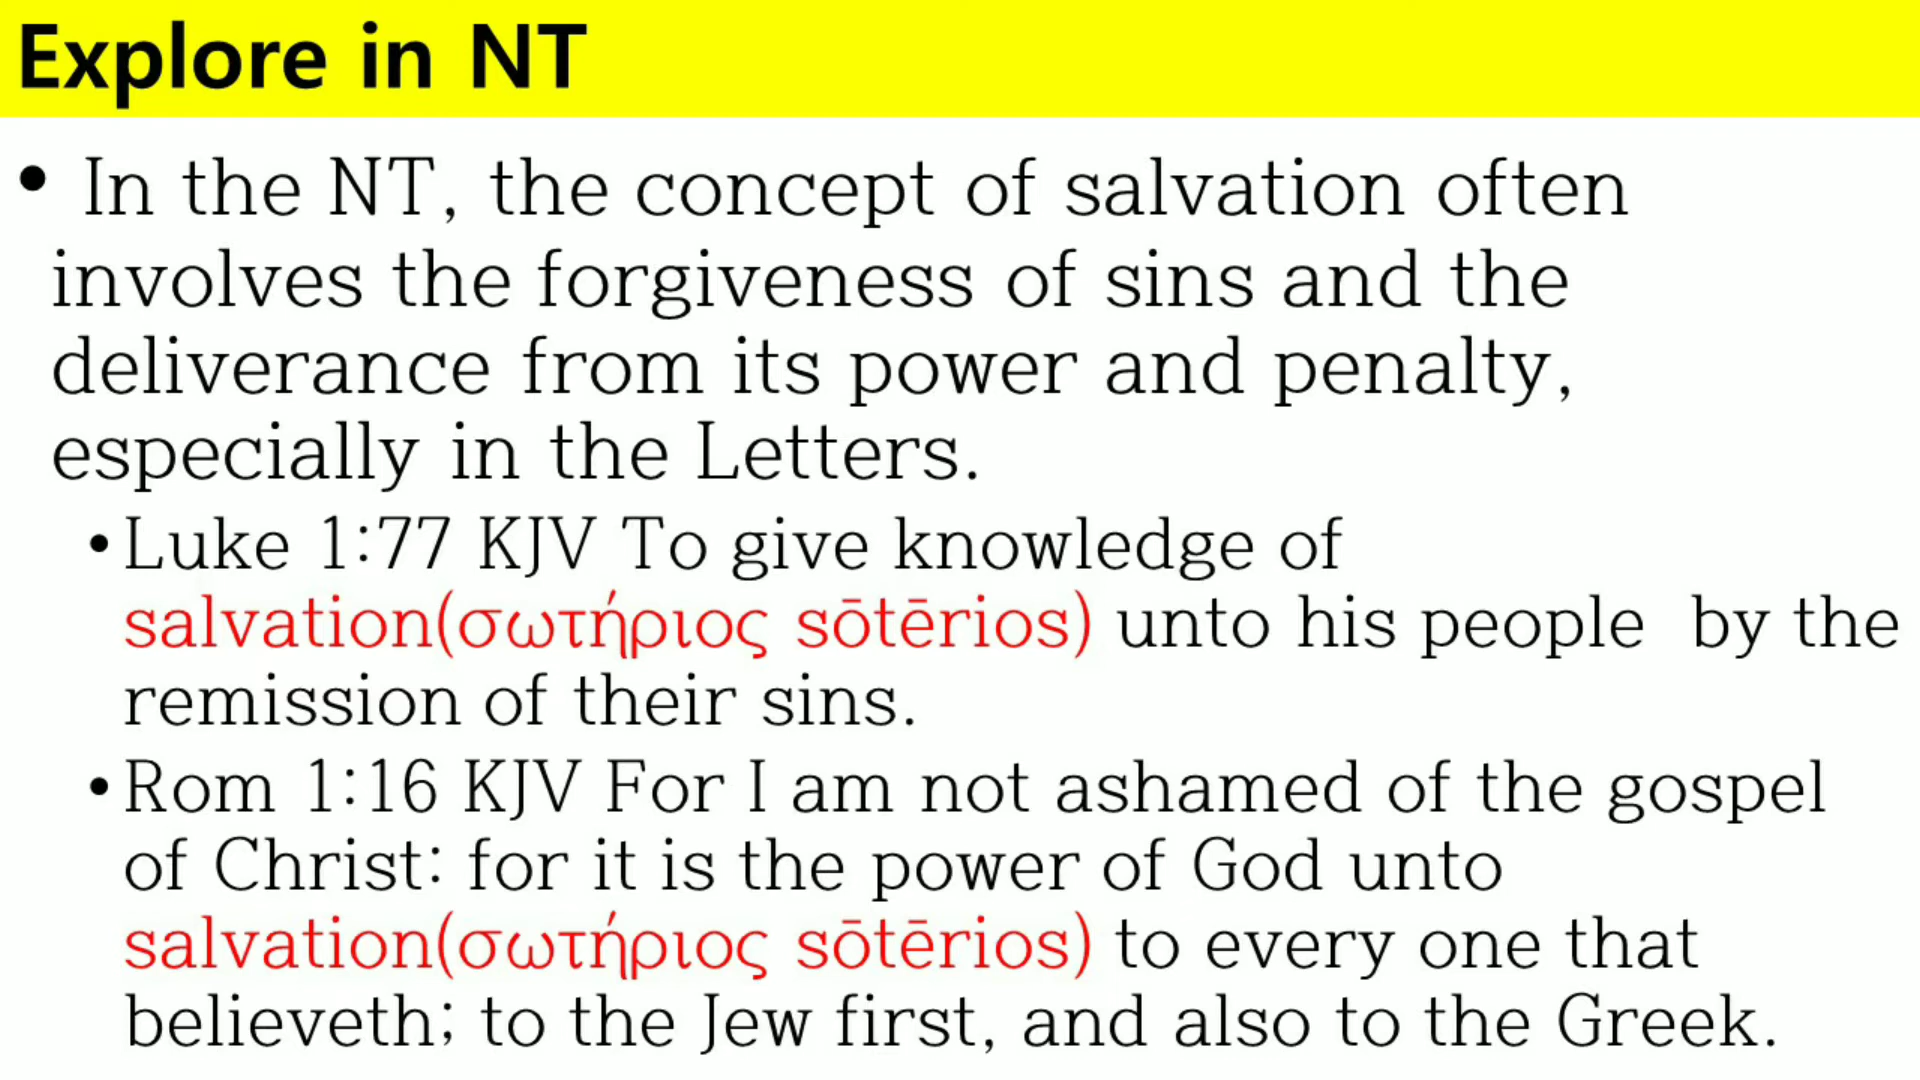 Explore in NT
• In the NT, the concept of salvation often
involves the forgiveness of sins and the
deliverance from its power and penalty,
especially in the Letters.
•Luke 1:77 KJV To give knowledge of
salvation(σωτήριος sōtērios) unto his people  by the
remission of their sins.
•Rom 1:16 KJV For I am not ashamed of the gospel
of Christ: for it is the power of God unto
salvation(σωτήριος sōtērios) to every one that
believeth; to the Jew first, and also to the Greek.